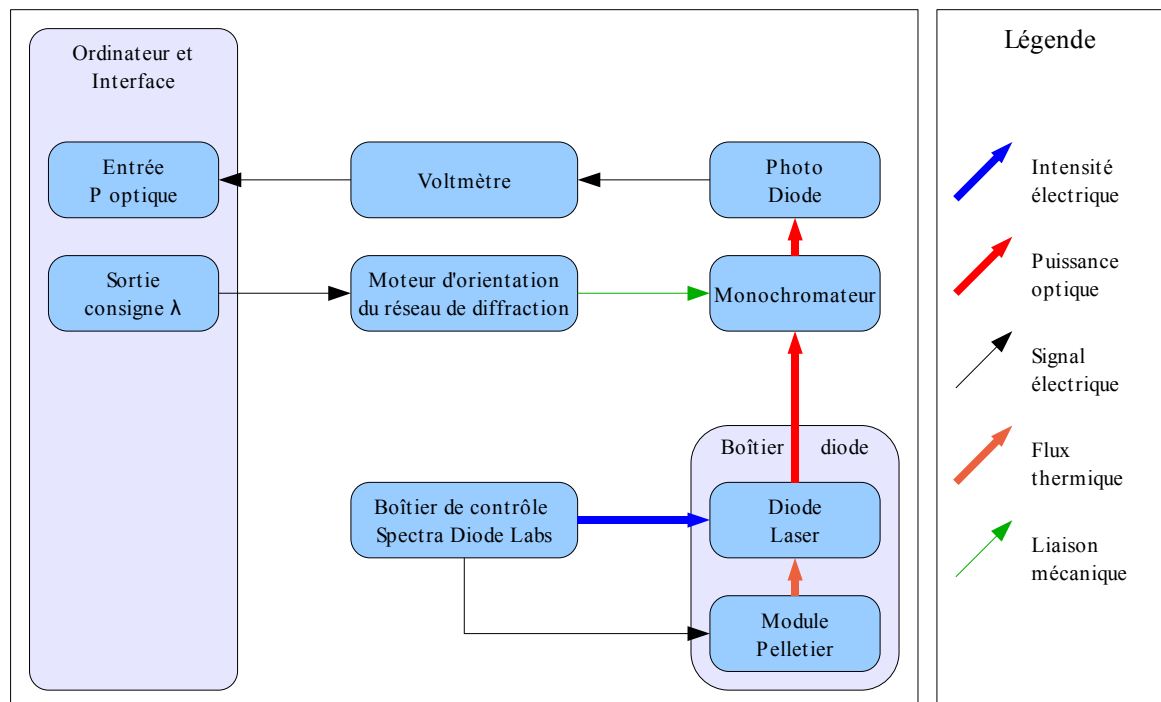 Ordinateur et
Interface
Entrée
P optique
Voltmètre
Photo
Diode
Sortie
consigne λ
Moteur d'orientation
du réseau de diffraction
Monochromateur
Boîtier diode
Boîtier de contrôle
Spectra Diode Labs
Diode
Laser
Module
Pelletier
Légende
Intensité
électrique
Puissance
optique
Signal
électrique
Flux
thermique
Liaison
mécanique